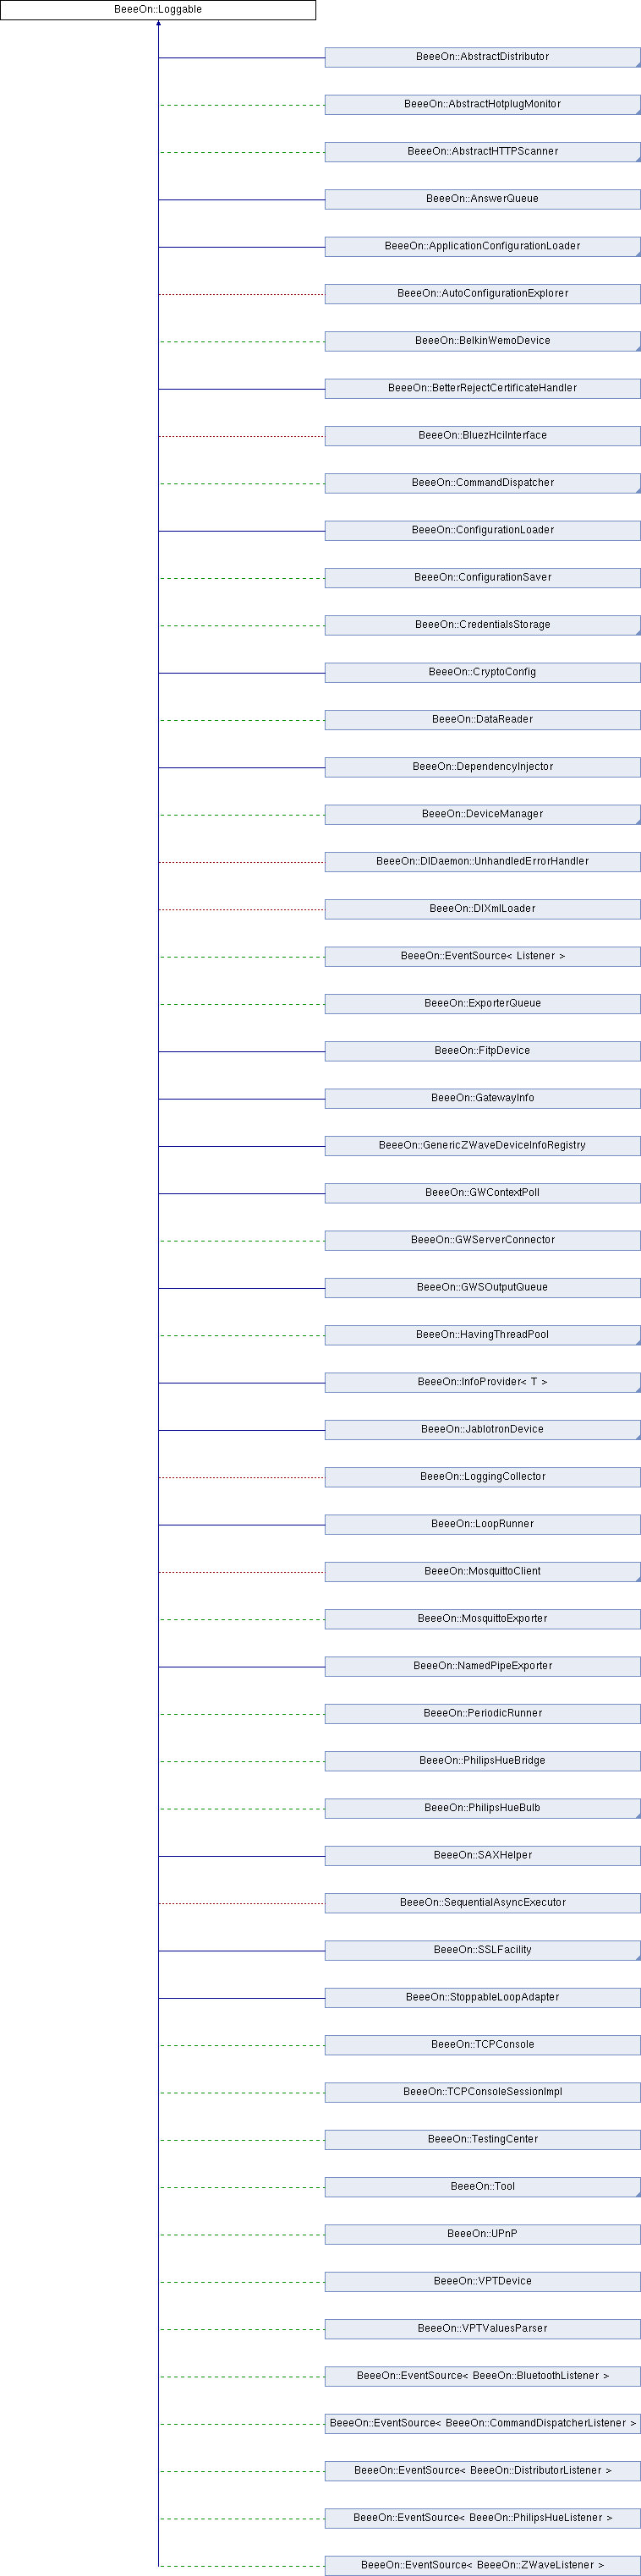 BeeeOn::Loggable
BeeeOn::AbstractDistributor
BeeeOn::AbstractHotplugMonitor
BeeeOn::AbstractHTTPScanner
BeeeOn::AnswerQueue
BeeeOn::ApplicationConfigurationLoader
BeeeOn::AutoConfigurationExplorer
BeeeOn::BelkinWemoDevice
BeeeOn::BetterRejectCertificateHandler
BeeeOn::BluezHciInterface
BeeeOn::CommandDispatcher
BeeeOn::ConfigurationLoader
BeeeOn::ConfigurationSaver
BeeeOn::CredentialsStorage
BeeeOn::CryptoConfig
BeeeOn::DataReader
BeeeOn::DependencyInjector
BeeeOn::DeviceManager
BeeeOn::DIDaemon::UnhandledErrorHandler
BeeeOn::DIXmlLoader
BeeeOn::EventSource< Listener >
BeeeOn::ExporterQueue
BeeeOn::FitpDevice
BeeeOn::GatewayInfo
BeeeOn::GenericZWaveDeviceInfoRegistry
BeeeOn::GWContextPoll
BeeeOn::GWServerConnector
BeeeOn::GWSOutputQueue
BeeeOn::HavingThreadPool
BeeeOn::InfoProvider< T >
BeeeOn::JablotronDevice
BeeeOn::LoggingCollector
BeeeOn::LoopRunner
BeeeOn::MosquittoClient
BeeeOn::MosquittoExporter
BeeeOn::NamedPipeExporter
BeeeOn::PeriodicRunner
BeeeOn::PhilipsHueBridge
BeeeOn::PhilipsHueBulb
BeeeOn::SAXHelper
BeeeOn::SequentialAsyncExecutor
BeeeOn::SSLFacility
BeeeOn::StoppableLoopAdapter
BeeeOn::TCPConsole
BeeeOn::TCPConsoleSessionImpl
BeeeOn::TestingCenter
BeeeOn::Tool
BeeeOn::UPnP
BeeeOn::VPTDevice
BeeeOn::VPTValuesParser
BeeeOn::EventSource< BeeeOn::BluetoothListener >
BeeeOn::EventSource< BeeeOn::CommandDispatcherListener >
BeeeOn::EventSource< BeeeOn::DistributorListener >
BeeeOn::EventSource< BeeeOn::PhilipsHueListener >
BeeeOn::EventSource< BeeeOn::ZWaveListener >